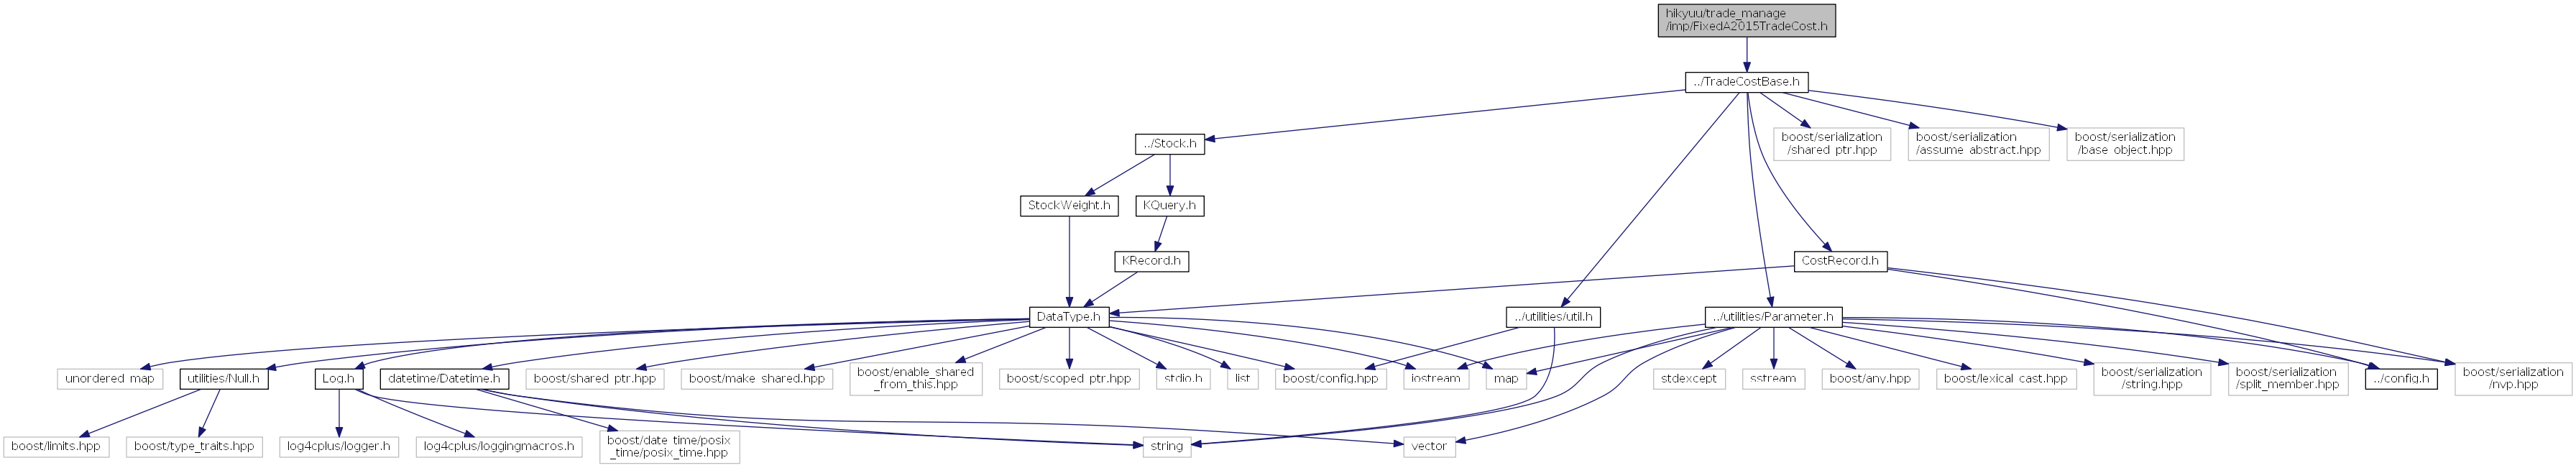 hikyuu/trade_manage
/imp/FixedA2015TradeCost.h
../TradeCostBase.h
../Stock.h
boost/serialization
/shared_ptr.hpp
boost/serialization
/assume_abstract.hpp
boost/serialization
/base_object.hpp
StockWeight.h
KQuery.h
KRecord.h
CostRecord.h
DataType.h
../utilities/util.h
../utilities/Parameter.h
unordered_map
utilities/Null.h
Log.h
datetime/Datetime.h
boost/shared_ptr.hpp
boost/make_shared.hpp
boost/enable_shared
_from_this.hpp
boost/scoped_ptr.hpp
stdio.h
list
boost/config.hpp
iostream
map
stdexcept
sstream
boost/any.hpp
boost/lexical_cast.hpp
boost/serialization
/string.hpp
boost/serialization
/split_member.hpp
../config.h
boost/serialization
/nvp.hpp
boost/limits.hpp
boost/type_traits.hpp
log4cplus/logger.h
log4cplus/loggingmacros.h
boost/date_time/posix
_time/posix_time.hpp
string
vector